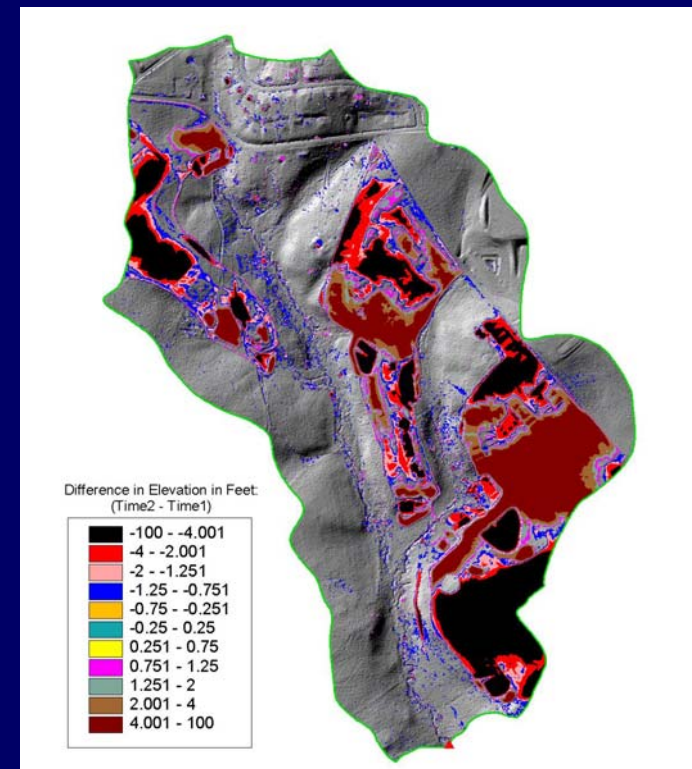 Difference in Elevation in Feet:
(Time2 - Time1)
-100 - -4.001
-4 - -2.001
-2 - -1.251
-1.25 - -0.751
-0.75 - -0.251
-0.25 - 0.25
0.251 - 0.75
0.751 - 1.25
1.251 - 2
2.001 - 4
4.001 - 100